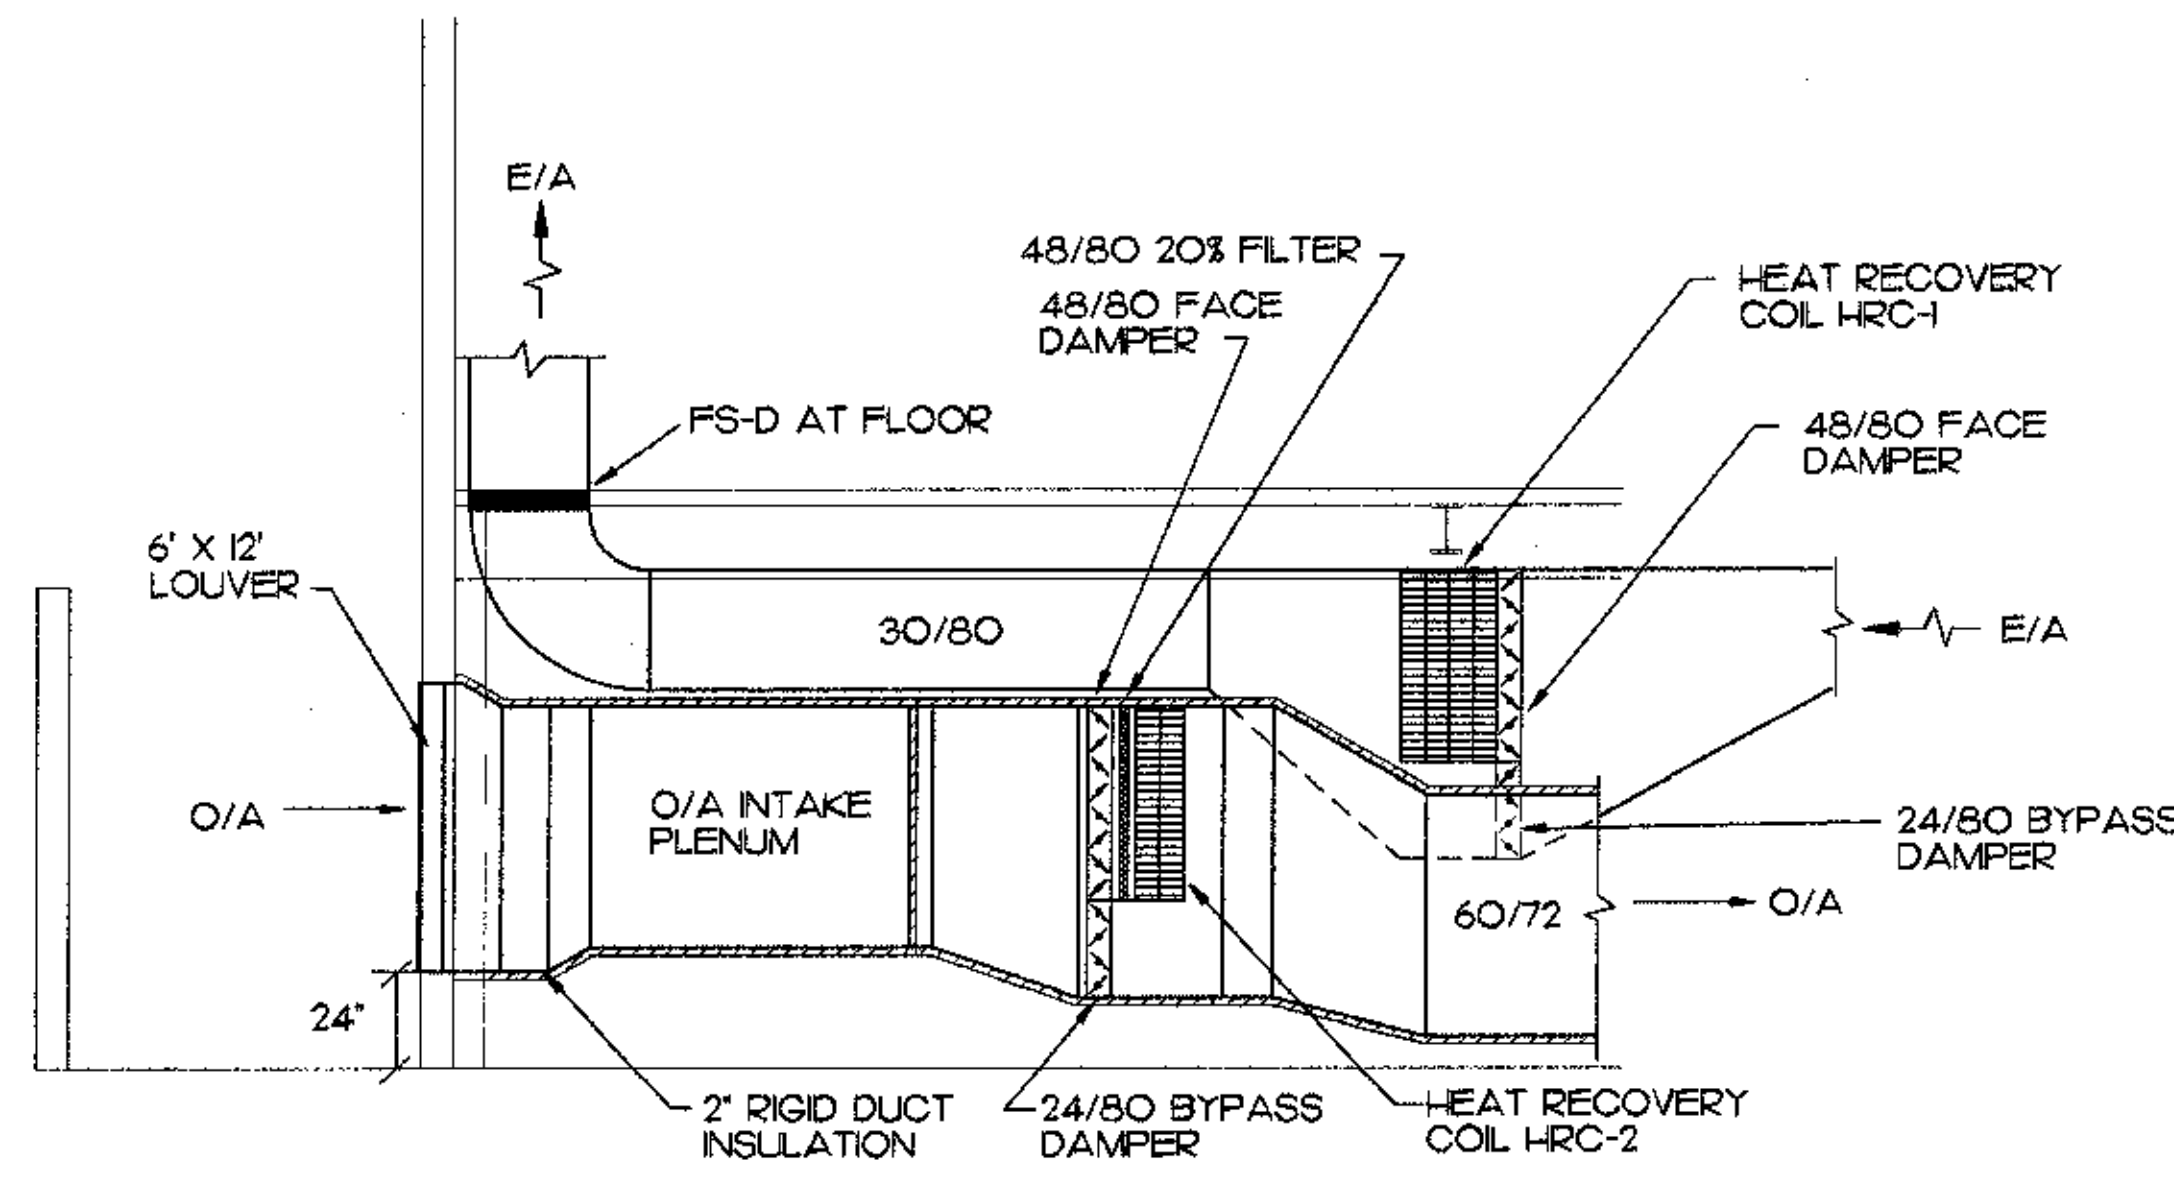 E/A
48/80 20% FILTER
48/80 FACE
DAMPER
HEAT RECOVERY
COIL HRC-1
FS-D AT FLOOR
48/80 FACE
DAMPER
6' X 12'
LOUVER
30/80
E/A
O/A
O/A INTAKE
PLENUM
24/80 BYPASS
DAMPER
60/72
O/A
24"
2" RIGID DUCT
INSULATION
24/80 BYPASS
DAMPER
HEAT RECOVERY
COIL HRC-2